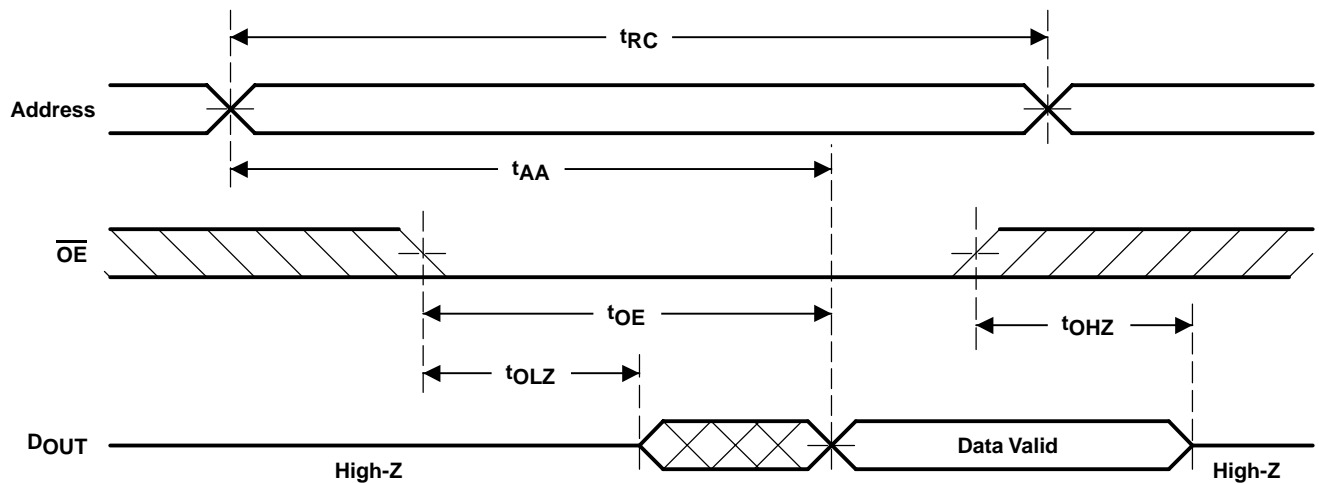 tRC
Address
tAA
OE
tOE
tOHZ
tOLZ
DOUT
Data Valid
High-Z
High-Z